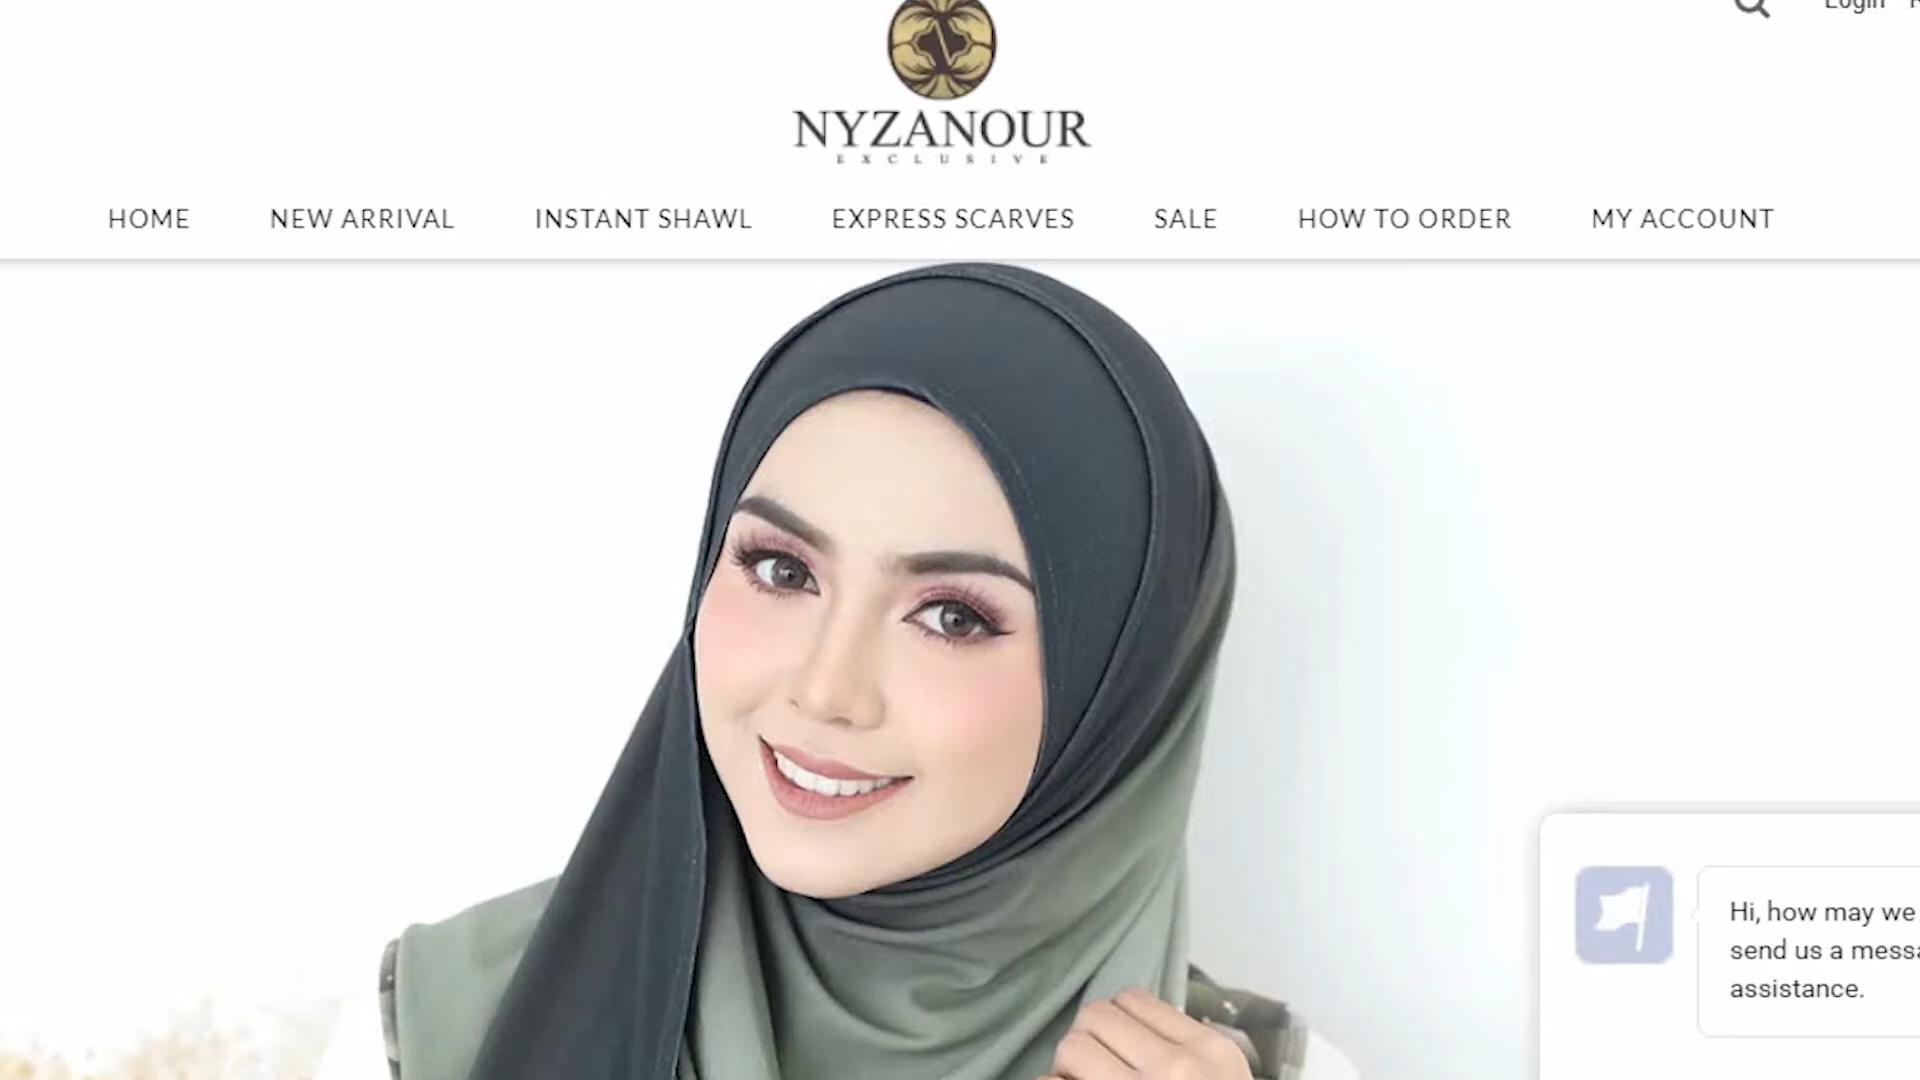 Login
NYZANOUR
EXCLUSIVE
HOME NEW ARRIVAL INSTANT SHAWL EXPRESS SCARVES SALE HOW TO ORDER MY ACCOUNT
Hi, how may we
send us a messa
assistance.